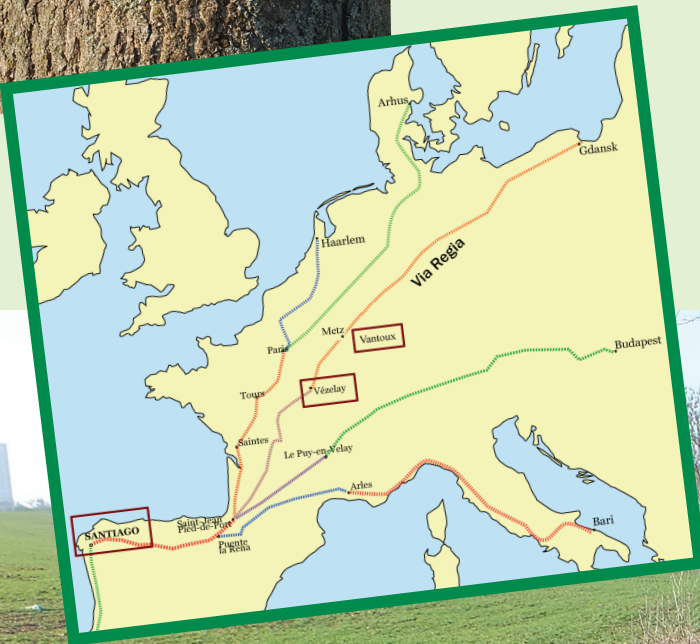 Arhus
Gdansk
Haarlem
Via Regia
Metz
Vantoux
Paris
Budapest
Vézelay
Tours
Saintes
Le Puy-en-Velay
Arles
Saint-Jean
Pied-de-Port
SANTIAGO
Puente
la Rena
Bari